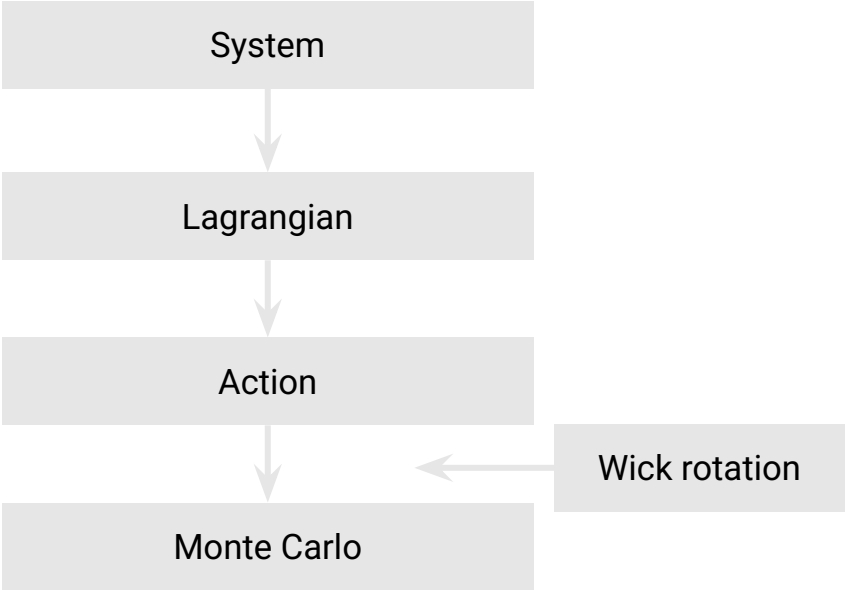 System
Lagrangian
Action
Wick rotation
Monte Carlo